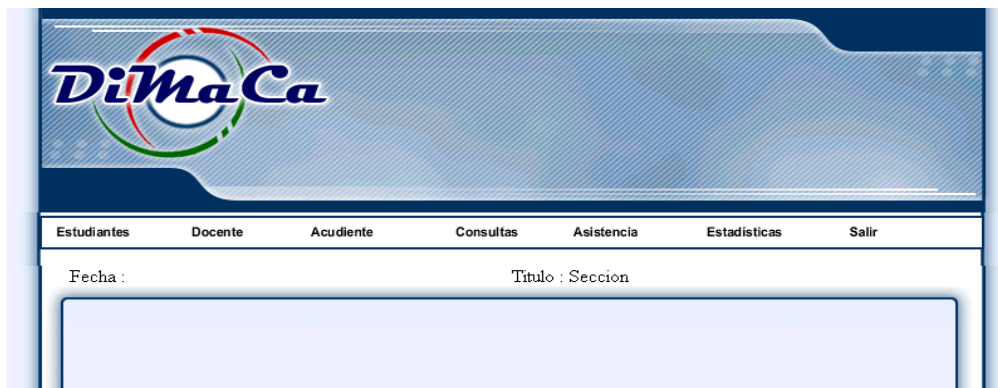 DiMaCa
Estudiantes Docente Acudiente Consultas Asistencia Estadísticas Salir
Fecha : Titulo : Seccion